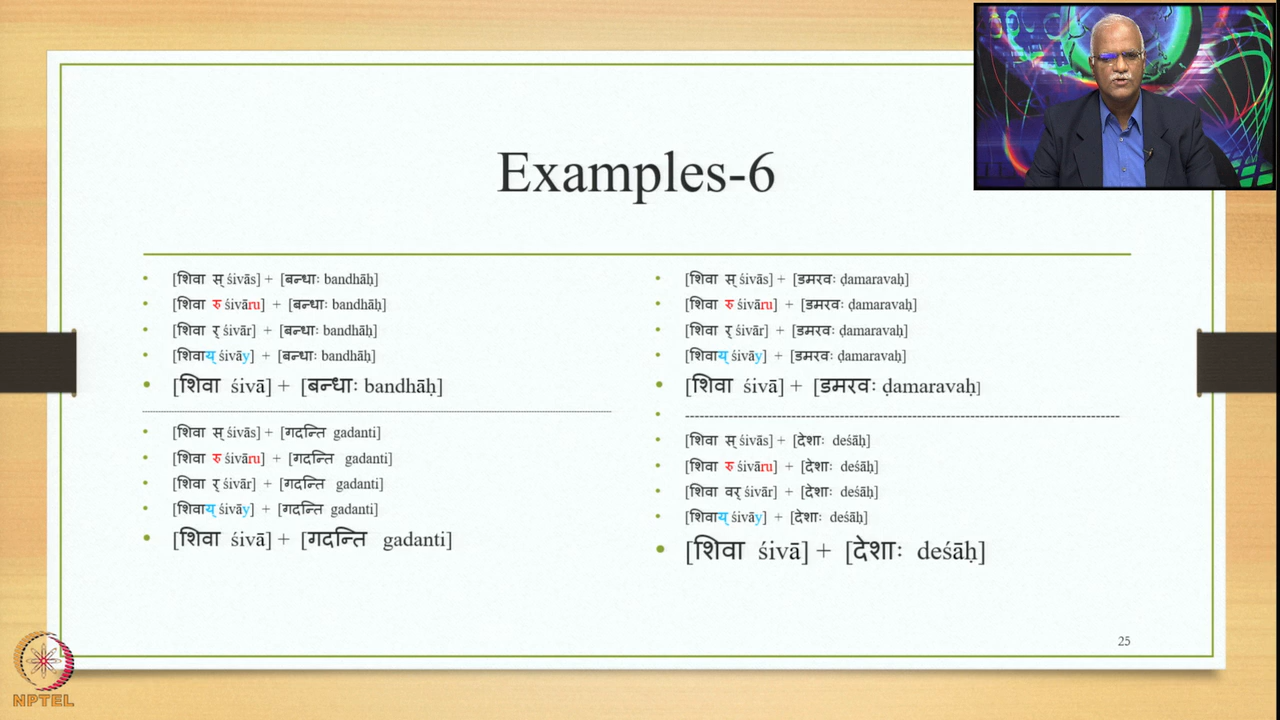 Examples-6
[शिवा स् śivās] + [बन्धाः bandhāḥ]
[शिवा रु śivāru] + [बन्धाः bandhāḥ]
[शिवा र् śivār] + [बन्धाः bandhāḥ]
[शिवाय् śivāy] + [बन्धाः bandhāḥ]
[शिवा śivā] + [बन्धाः bandhāḥ]
[शिवा स् śivās] + [गदन्ति gadanti]
[शिवा रु śivāru] + [गदन्ति gadanti]
[शिवा र् śivār] + [गदन्ति gadanti]
[शिवाय् śivāy] + [गदन्ति gadanti]
[शिवा śivā] + [गदन्ति gadanti]
[शिवा स् śivās] + [डमरवः ḍamaravaḥ]
[शिवा रु śivāru] + [डमरवः ḍamaravaḥ]
[शिवा र् śivār] + [डमरवः ḍamaravaḥ]
[शिवाय् śivāy] + [डमरवः ḍamaravaḥ]
[शिवा śivā] + [डमरवः ḍamaravaḥ]
[शिवा स् śivās] + [देशाः deśāḥ]
[शिवा रु śivāru] + [देशाः deśāḥ]
[शिवा वर् śivār] + [देशाः deśāḥ]
[शिवाय् śivāy] + [देशाः deśāḥ]
[शिवा śivā] + [देशाः deśāḥ]
25
NPTEL